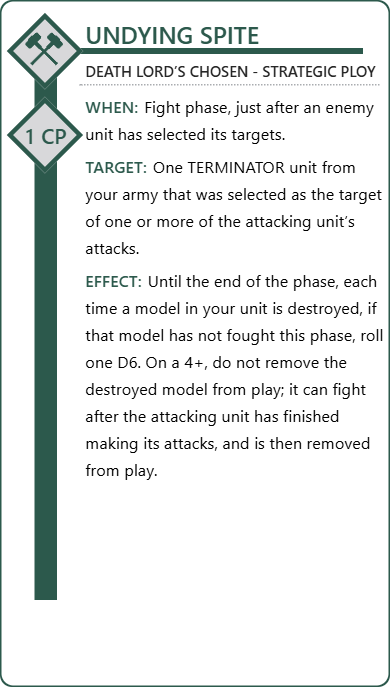 UNDYING SPITE
DEATH LORD’S CHOSEN - STRATEGIC PLOY
1 CP
WHEN: Fight phase, just after an enemy
unit has selected its targets.
TARGET: One TERMINATOR unit from
your army that was selected as the target
of one or more of the attacking unit’s
attacks.
EFFECT: Until the end of the phase, each
time a model in your unit is destroyed, if
that model has not fought this phase, roll
one D6. On a 4+, do not remove the
destroyed model from play; it can fight
after the attacking unit has finished
making its attacks, and is then removed
from play.